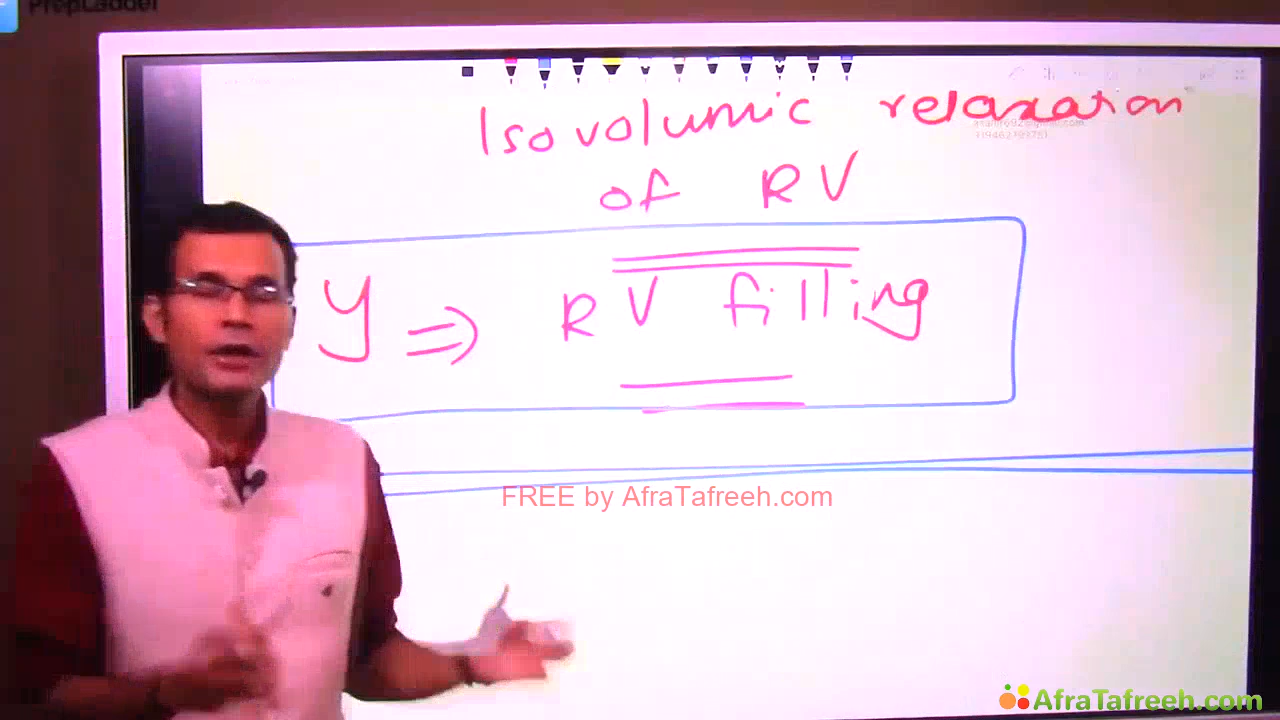 PrepLadder
Isovolumic relaxation
of RV
y ⇒ RV filling
FREE by AfraTafreeh.com
AfraTafreeh.com